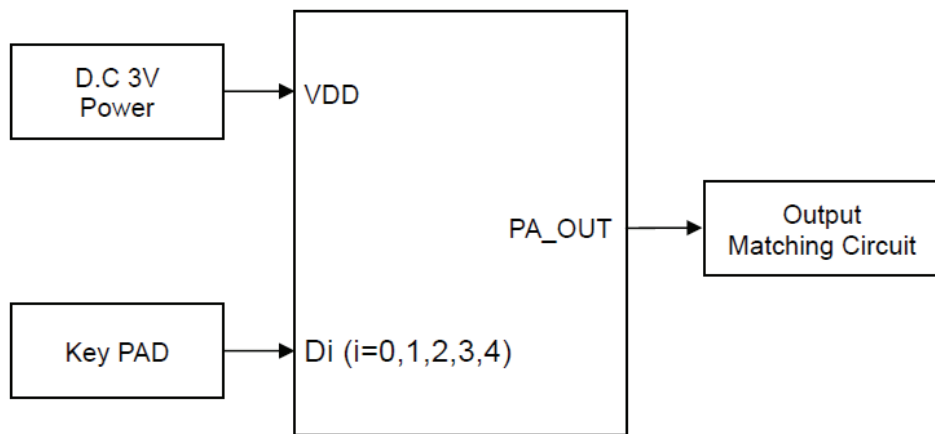 D.C 3V
Power
VDD
PA_OUT
Output
Matching Circuit
Key PAD
Di (i=0,1,2,3,4)